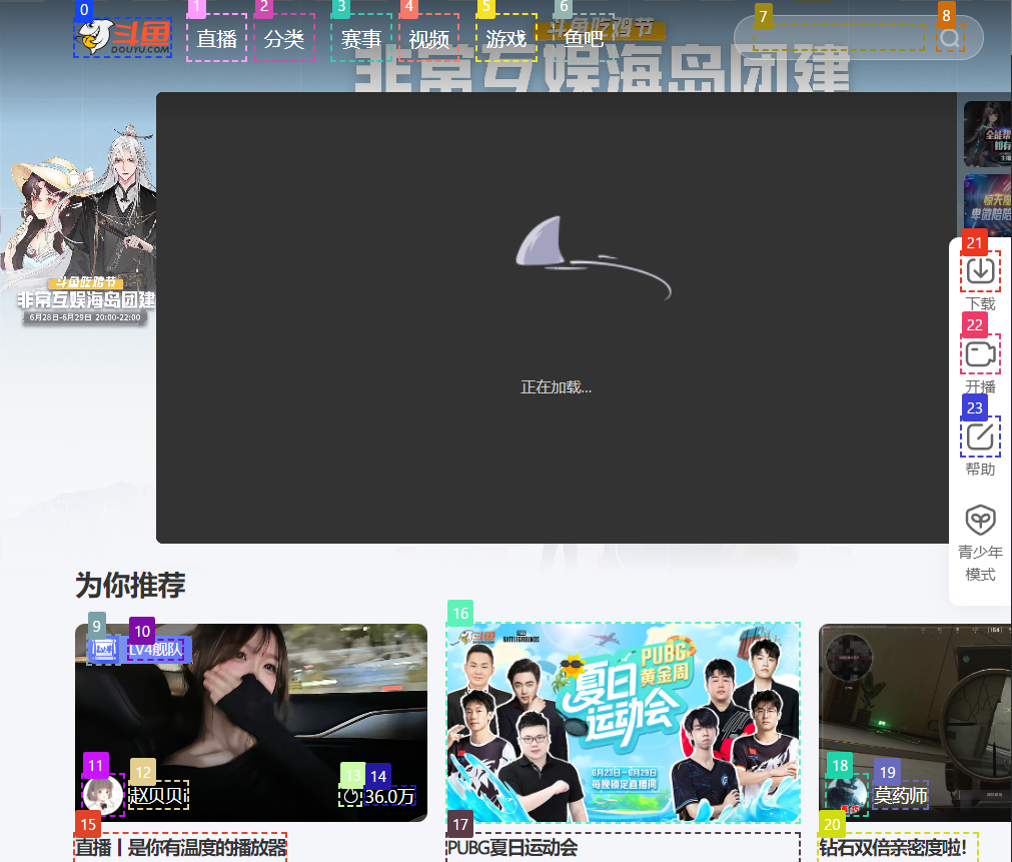 0
1
2
3
4
5
6
7
8
斗鱼
DOUYU.COM
直播
分类
赛事
视频
游戏
鱼吧
斗鱼吃鸡节
非常互娱海岛团建
斗鱼吃鸡节
非常互娱海岛团建
6月28日-6月29日 20:00-22:00
正在加载...
21
下载
22
开播
23
帮助
青少年
模式
为你推荐
9
10
LV4舰队
11
12
赵贝贝i
13
14
36.0万
15
直播丨是你有温度的播放器
16
斗鱼
PUBG
黄金周
夏日
运动会
6月23日-6月29日
每晚锁定直播间
17
PUBG夏日运动会
18
19
莫药师
20
钻石双倍亲密度啦!